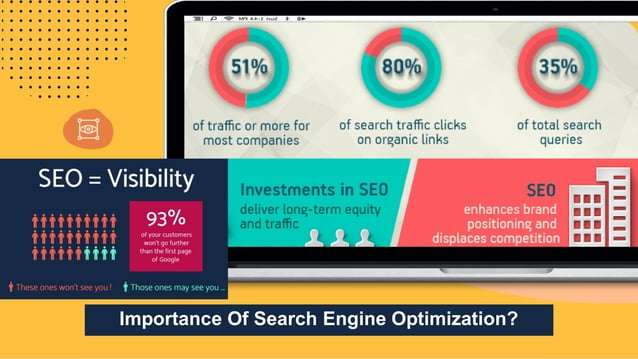 51%
80%
35%
of traffic or more for
most companies
of search traffic clicks
on organic links
of total search
queries
Investments in SEO
deliver long-term equity
and traffic
SEO
enhances brand
positioning and
displaces competition
SEO = Visibility
93%
of your customers
won't go further
than the first page
of Google
These ones won't see you !
Those ones may see you ...
Importance Of Search Engine Optimization?